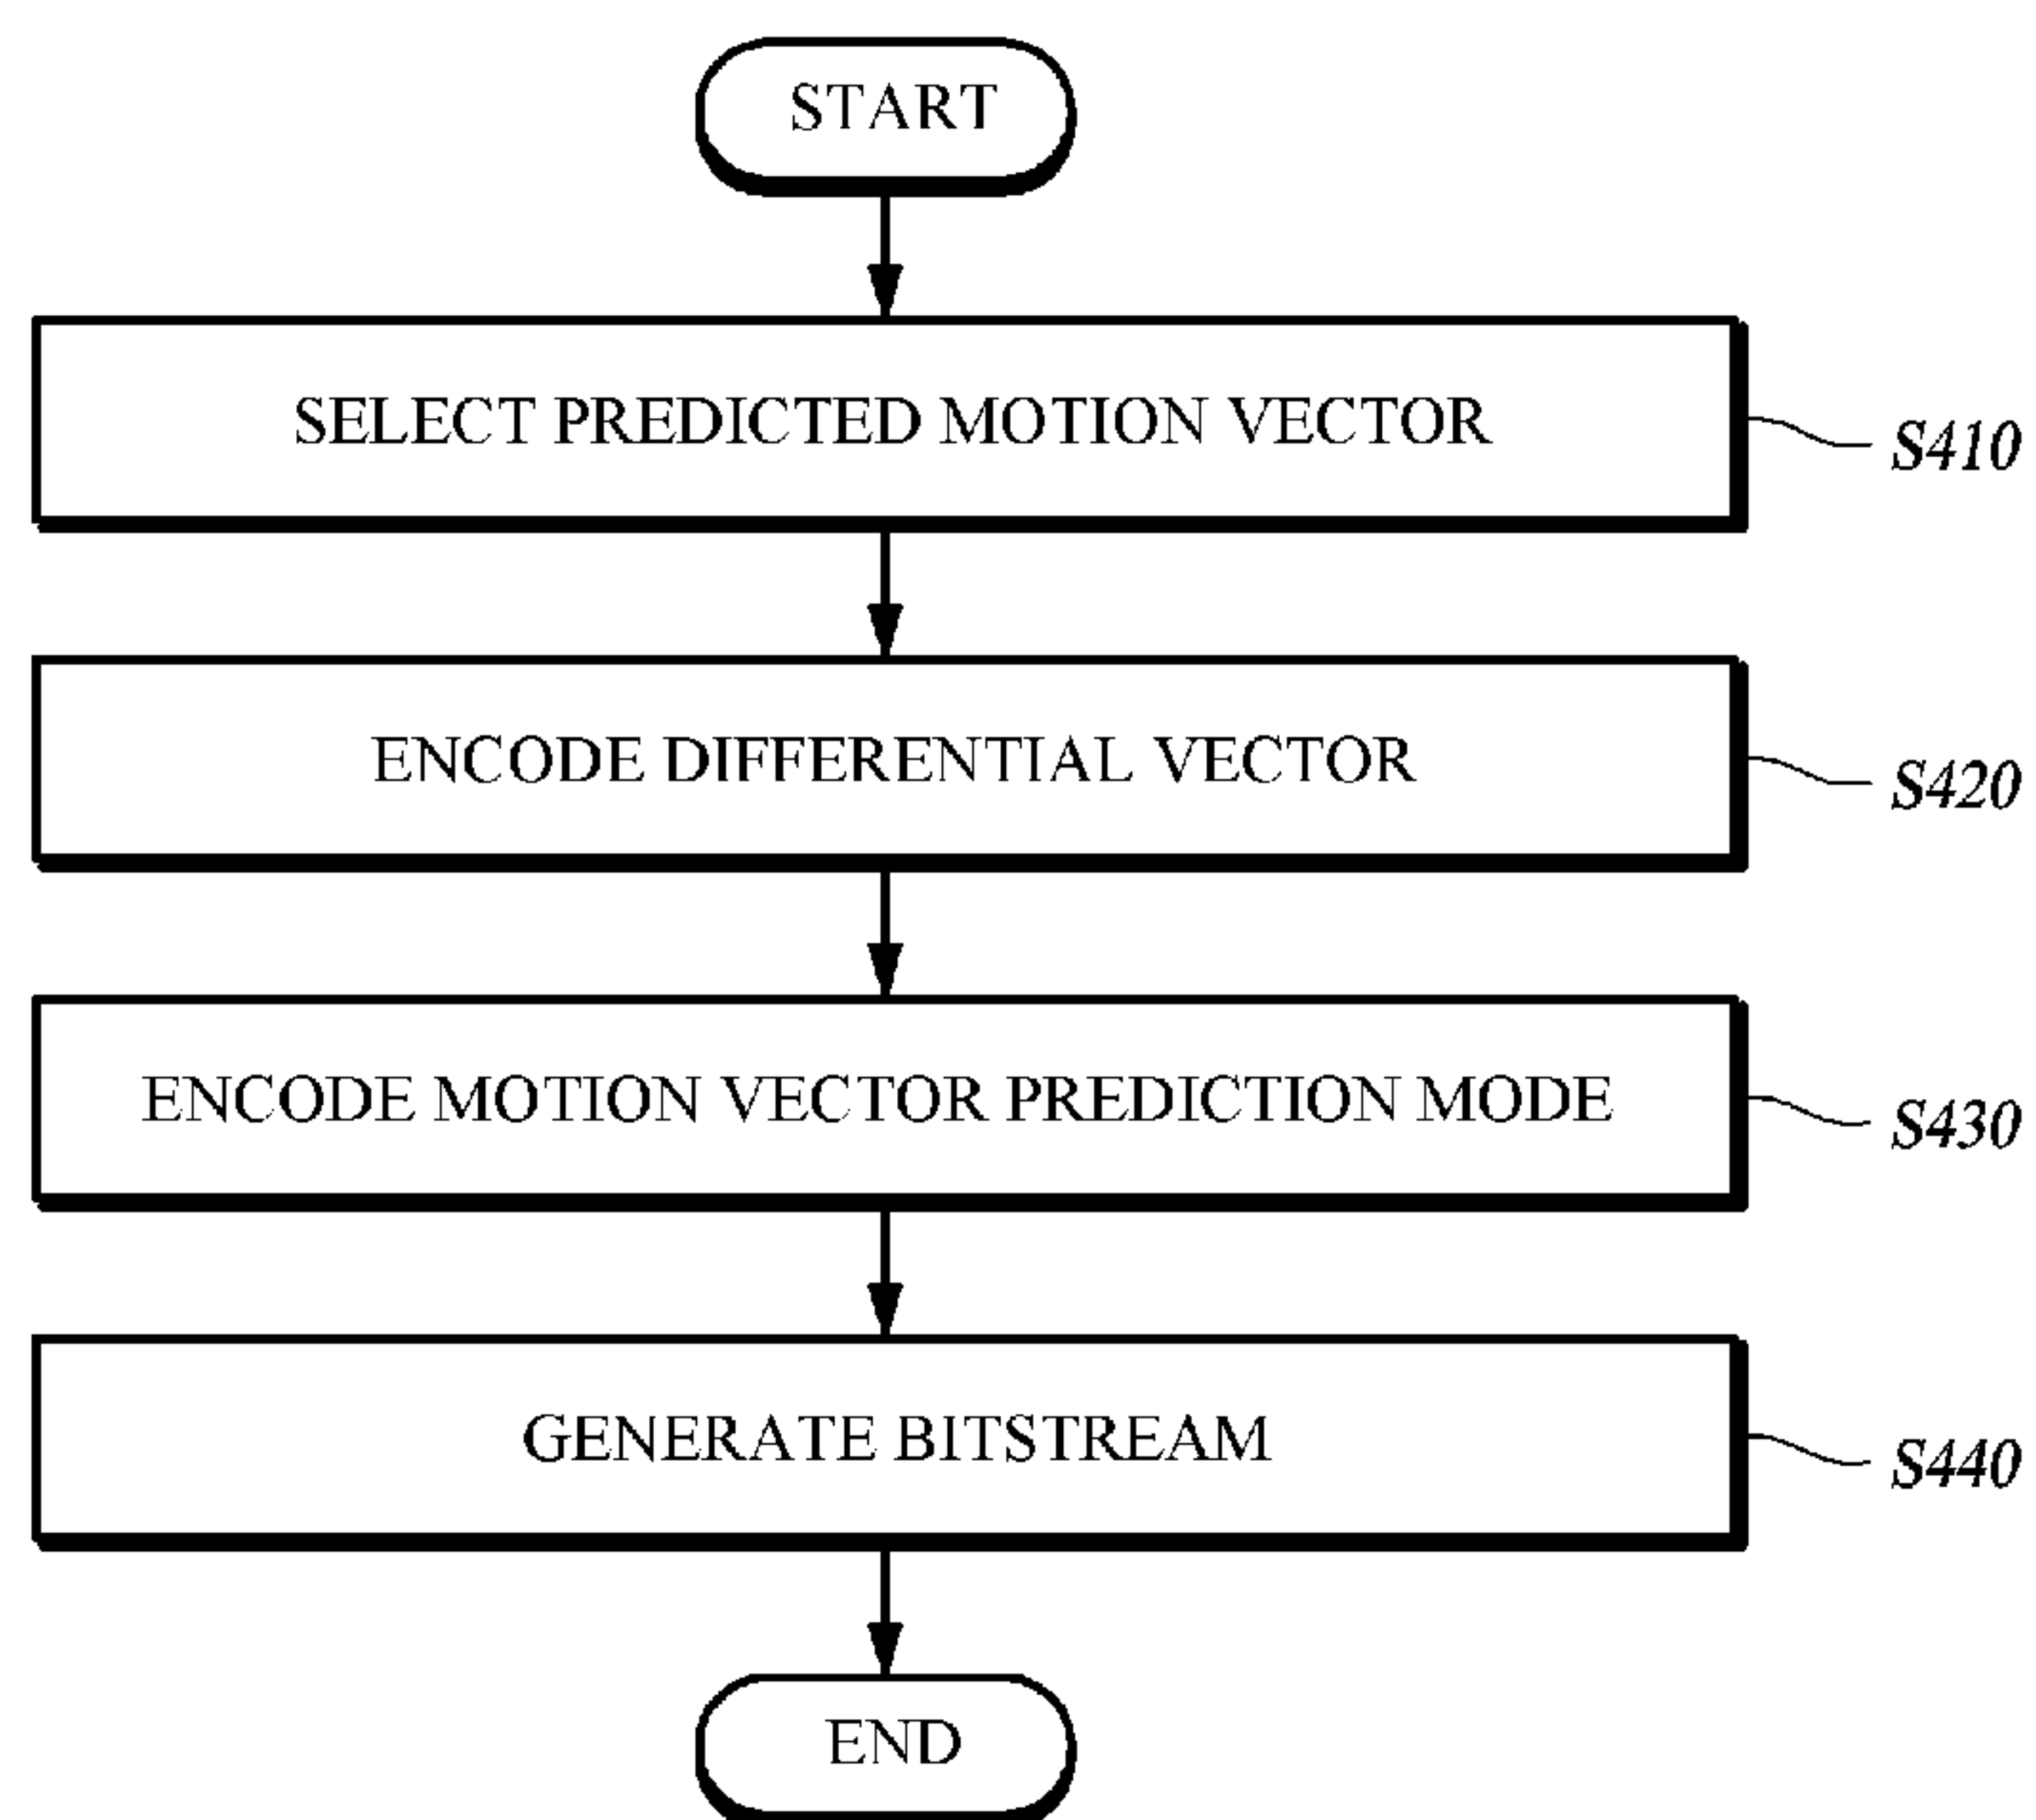 START
SELECT PREDICTED MOTION VECTOR
S410
ENCODE DIFFERENTIAL VECTOR
S420
ENCODE MOTION VECTOR PREDICTION MODE
S430
GENERATE BITSTREAM
S440
END